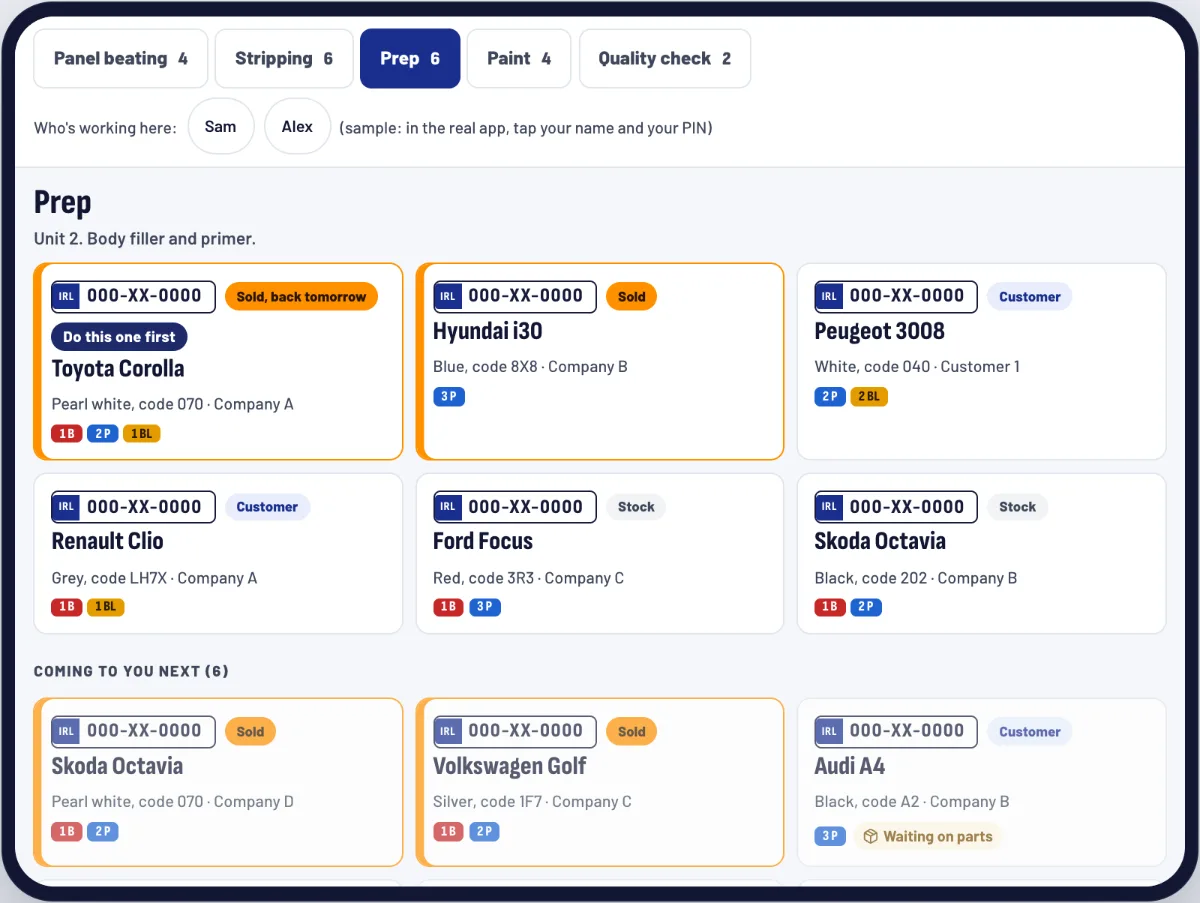 Panel beating 4 Stripping 6 Prep 6 Paint 4 Quality check 2
Who's working here: Sam Alex (sample: in the real app, tap your name and your PIN)
Prep
Unit 2. Body filler and primer.
IRL 000-XX-0000 Sold, back tomorrow
Do this one first
Toyota Corolla
Pearl white, code 070 · Company A
1B 2P 1BL
IRL 000-XX-0000 Sold
Hyundai i30
Blue, code 8X8 · Company B
3P
IRL 000-XX-0000 Customer
Peugeot 3008
White, code 040 · Customer 1
2P 2BL
IRL 000-XX-0000 Customer
Renault Clio
Grey, code LH7X · Company A
1B 1BL
IRL 000-XX-0000 Stock
Ford Focus
Red, code 3R3 · Company C
1B 3P
IRL 000-XX-0000 Stock
Skoda Octavia
Black, code 202 · Company B
1B 2P
COMING TO YOU NEXT (6)
IRL 000-XX-0000 Sold
Skoda Octavia
Pearl white, code 070 · Company D
1B 2P
IRL 000-XX-0000 Sold
Volkswagen Golf
Silver, code 1F7 · Company C
1B 2P
IRL 000-XX-0000 Customer
Audi A4
Black, code A2 · Company B
3P Waiting on parts